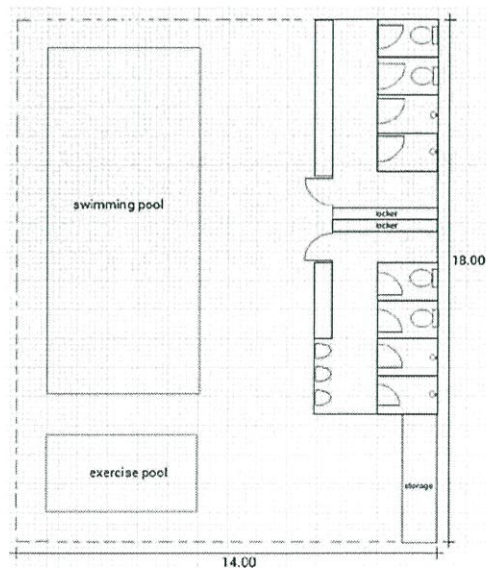 swimming pool
locker
locker
18.00
exercise pool
storage
14.00